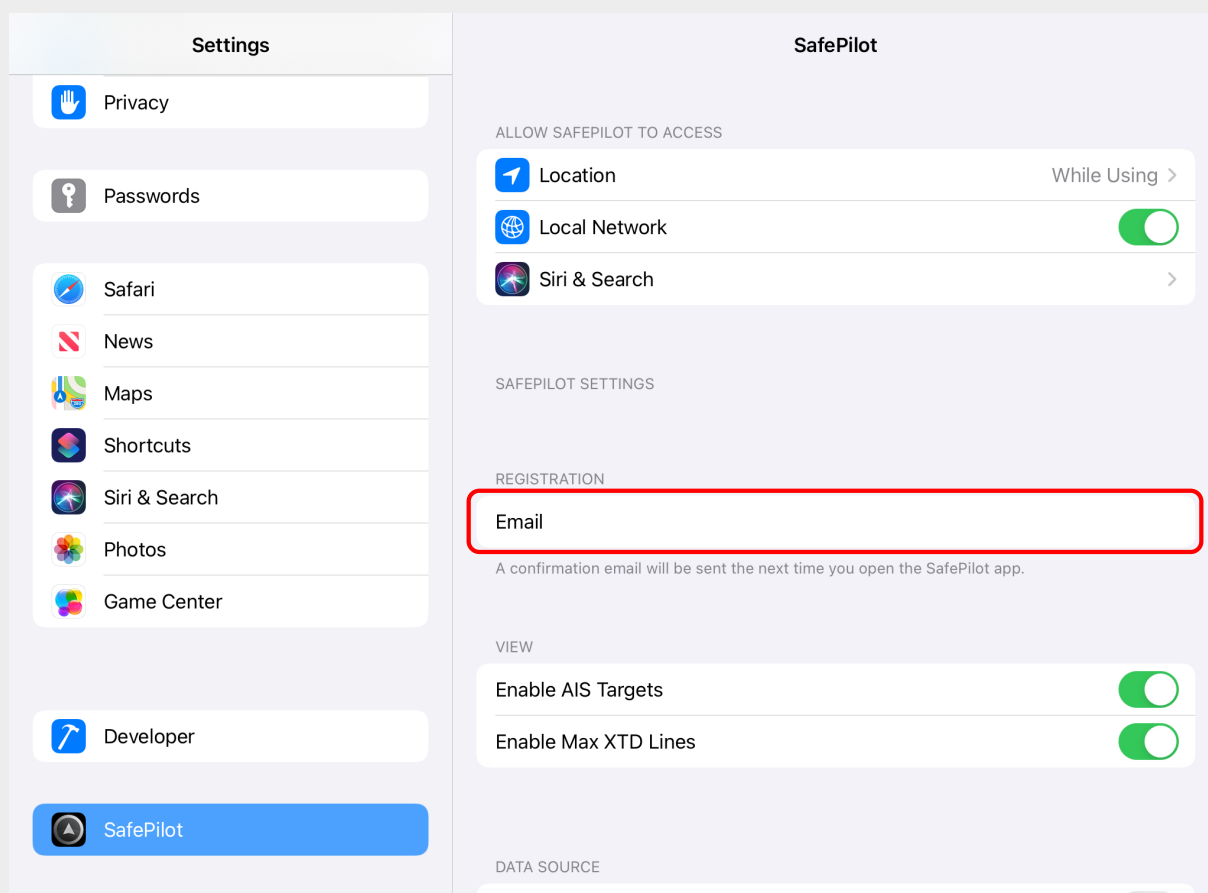 Settings
Privacy
Passwords
Safari
News
Maps
Shortcuts
Siri & Search
Photos
Game Center
Developer
SafePilot
SafePilot
ALLOW SAFEPILOT TO ACCESS
Location While Using
Local Network
Siri & Search
SAFEPILOT SETTINGS
REGISTRATION
Email
A confirmation email will be sent the next time you open the SafePilot app.
VIEW
Enable AIS Targets
Enable Max XTD Lines
DATA SOURCE